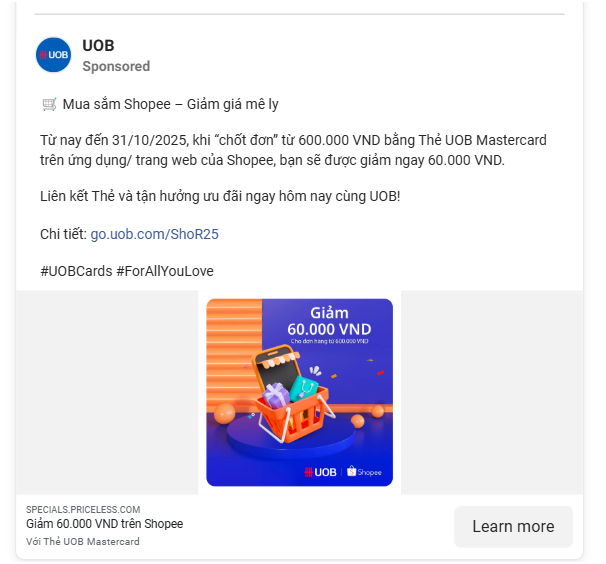 UOB
UOB
Sponsored
🛒 Mua sắm Shopee – Giảm giá mê ly
Từ nay đến 31/10/2025, khi “chốt đơn” từ 600.000 VND bằng Thẻ UOB Mastercard
trên ứng dụng/ trang web của Shopee, bạn sẽ được giảm ngay 60.000 VND.
Liên kết Thẻ và tận hưởng ưu đãi ngay hôm nay cùng UOB!
Chi tiết: go.uob.com/ShoR25
#UOBCards #ForAllYouLove
Giảm
60.000 VND
Cho đơn hàng từ 600.000 VND
UOB | Shopee
SPECIALS.PRICELESS.COM
Giảm 60.000 VND trên Shopee
Với Thẻ UOB Mastercard
Learn more